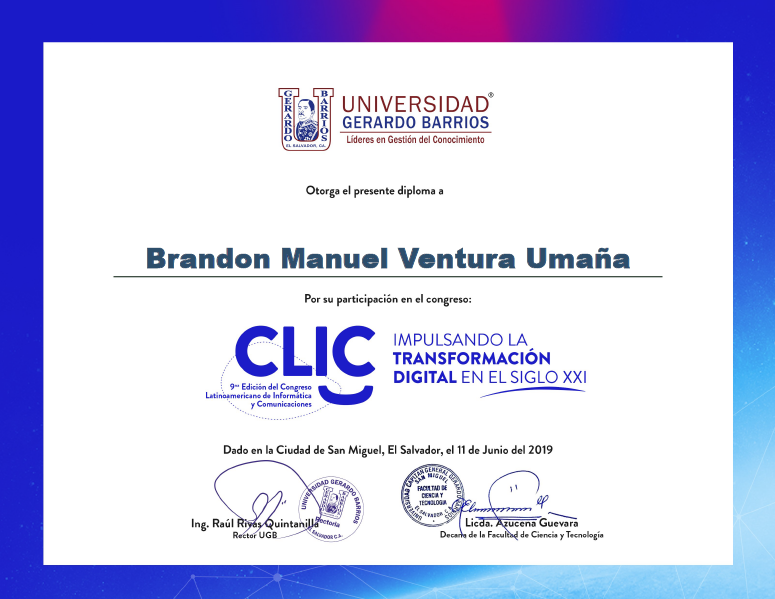 GERARDO
BARRIOS
EL SALVADOR, C.A.
UNIVERSIDAD®
GERARDO BARRIOS
Líderes en Gestión del Conocimiento
Otorga el presente diploma a
Brandon Manuel Ventura Umaña
Por su participación en el congreso:
CLIC
9na Edición del Congreso
Latinoamericano de Informática
y Comunicaciones
IMPULSANDO LA
TRANSFORMACIÓN
DIGITAL EN EL SIGLO XXI
Dado en la Ciudad de San Miguel, El Salvador, el 11 de Junio del 2019
UNIVERSIDAD GERARDO BARRIOS
Rectoría
EL SALVADOR C.A.
Ing. Raúl Rivas Quintanilla
Rector UGB
UNIVERSIDAD CAPITAN GENERAL GERARDO BARRIOS
SAN MIGUEL
FACULTAD DE
CIENCIA Y
TECNOLOGIA
EL SALVADOR, C.A.
Licda. Azucena Guevara
Decana de la Facultad de Ciencia y Tecnología